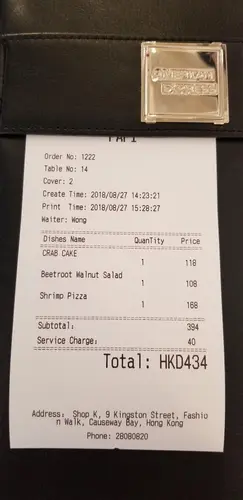 AMERICAN
EXPRESS
PAPI
Order No: 1222
Table No: 14
Cover: 2
Create Time: 2018/08/27 14:23:21
Print Time: 2018/08/27 15:28:27
Waiter: Wong
Dishes Name QuanTity Price
CRAB CAKE
1 118
Beetroot Walnut Salad
1 108
Shrimp Pizza
1 168
Subtotal: 394
Service Charge: 40
Total: HKD434
Address: Shop K, 9 Kingston Street, Fashio
n Walk, Causeway Bay, Hong Kong
Phone: 28080820